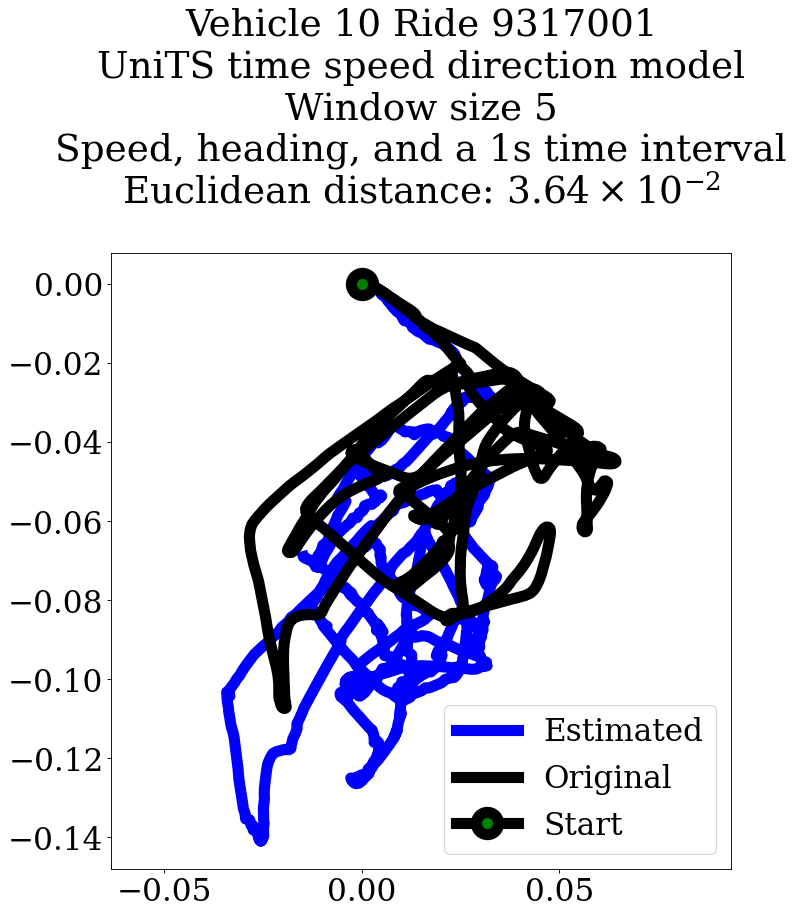 Vehicle 10 Ride 9317001
UniTS time speed direction model
Window size 5
Speed, heading, and a 1s time interval
Euclidean distance: 3.64 × 10⁻²
0.00
−0.02
−0.04
−0.06
−0.08
−0.10
−0.12
−0.14
−0.05 0.00 0.05
Estimated
Original
Start